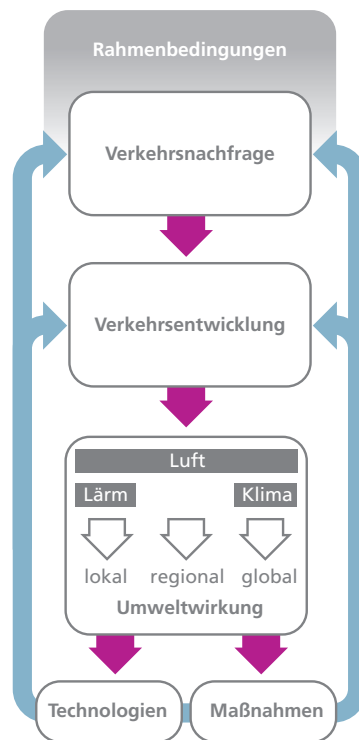 Rahmenbedingungen
Verkehrsnachfrage
Verkehrsentwicklung
Luft
Lärm Klima
lokal regional global
Umweltwirkung
Technologien Maßnahmen